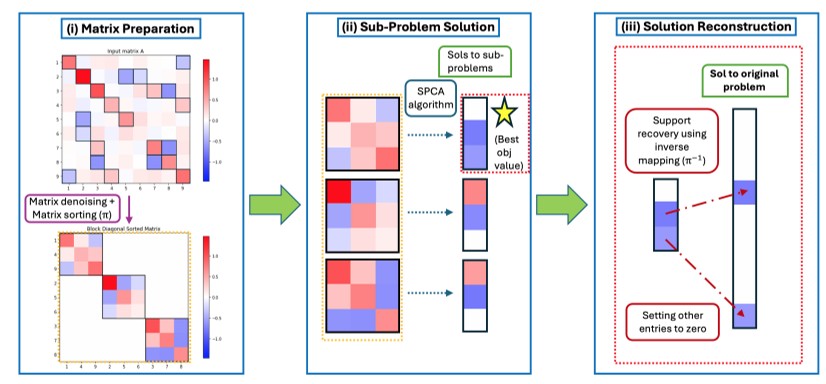 (i) Matrix Preparation
Input matrix A
1
2
3
4
5
6
7
8
9
1 2 3 4 5 6 7 8 9
1.0
0.5
0.0
−0.5
−1.0
Matrix denoising +
Matrix sorting (π)
Block Diagonal Sorted Matrix
1
4
9
2
5
6
3
7
8
1 4 9 2 5 6 3 7 8
1.0
0.5
0.0
−0.5
−1.0
(ii) Sub-Problem Solution
Sols to sub-
problems
SPCA
algorithm
(Best
obj
value)
(iii) Solution Reconstruction
Sol to original
problem
Support
recovery using
inverse
mapping (π⁻¹)
Setting other
entries to zero